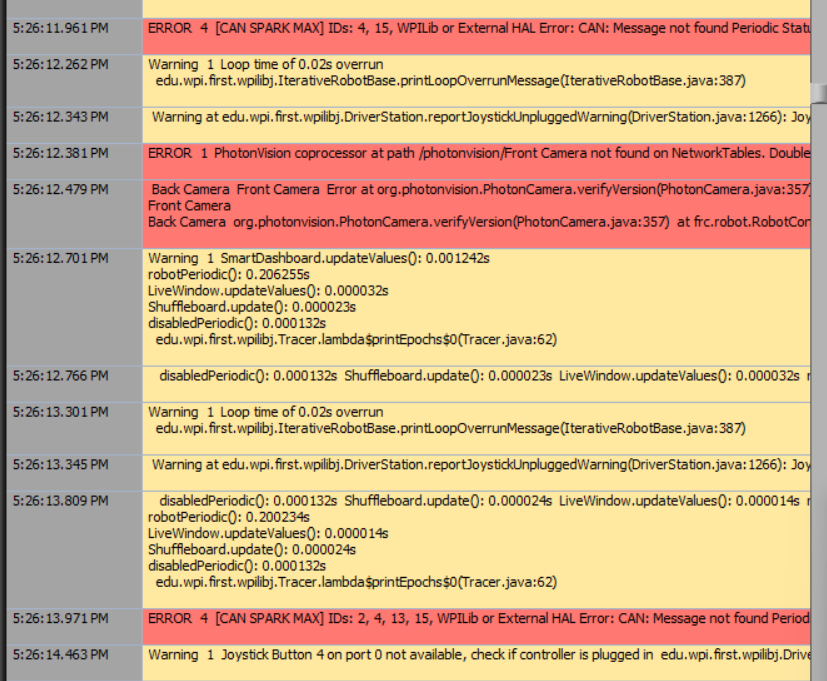 5:26:11.961 PM ERROR 4 [CAN SPARK MAX] IDs: 4, 15, WPILib or External HAL Error: CAN: Message not found Periodic
5:26:12.262 PM Warning 1 Loop time of 0.02s overrun
edu.wpi.first.wpilibj.IterativeRobotBase.printLoopOverrunMessage(IterativeRobotBase.java:387)
5:26:12.343 PM Warning at edu.wpi.first.wpilibj.DriverStation.reportJoystickUnpluggedWarning(DriverStation.java:1266):
5:26:12.381 PM ERROR 1 PhotonVision coprocessor at path /photonvision/Front Camera not found on NetworkTables. Double
5:26:12.479 PM Back Camera Front Camera Error at org.photonvision.PhotonCamera.verifyVersion(PhotonCamera.java:357)
Front Camera
Back Camera org.photonvision.PhotonCamera.verifyVersion(PhotonCamera.java:357) at frc.robot.RobotCon
5:26:12.701 PM Warning 1 SmartDashboard.updateValues(): 0.001242s
robotPeriodic(): 0.206255s
LiveWindow.updateValues(): 0.000032s
Shuffleboard.update(): 0.000023s
disabledPeriodic(): 0.000132s
edu.wpi.first.wpilibj.Tracer.lambda$printEpochs$0(Tracer.java:62)
5:26:12.766 PM disabledPeriodic(): 0.000132s Shuffleboard.update(): 0.000023s LiveWindow.updateValues(): 0.000032s
5:26:13.301 PM Warning 1 Loop time of 0.02s overrun
edu.wpi.first.wpilibj.IterativeRobotBase.printLoopOverrunMessage(IterativeRobotBase.java:387)
5:26:13.345 PM Warning at edu.wpi.first.wpilibj.DriverStation.reportJoystickUnpluggedWarning(DriverStation.java:1266):
5:26:13.809 PM disabledPeriodic(): 0.000132s Shuffleboard.update(): 0.000024s LiveWindow.updateValues(): 0.000014s
robotPeriodic(): 0.200234s
LiveWindow.updateValues(): 0.000014s
Shuffleboard.update(): 0.000024s
disabledPeriodic(): 0.000132s
edu.wpi.first.wpilibj.Tracer.lambda$printEpochs$0(Tracer.java:62)
5:26:13.971 PM ERROR 4 [CAN SPARK MAX] IDs: 2, 4, 13, 15, WPILib or External HAL Error: CAN: Message not found Period
5:26:14.463 PM Warning 1 Joystick Button 4 on port 0 not available, check if controller is plugged in edu.wpi.first.wpilibj.Drive